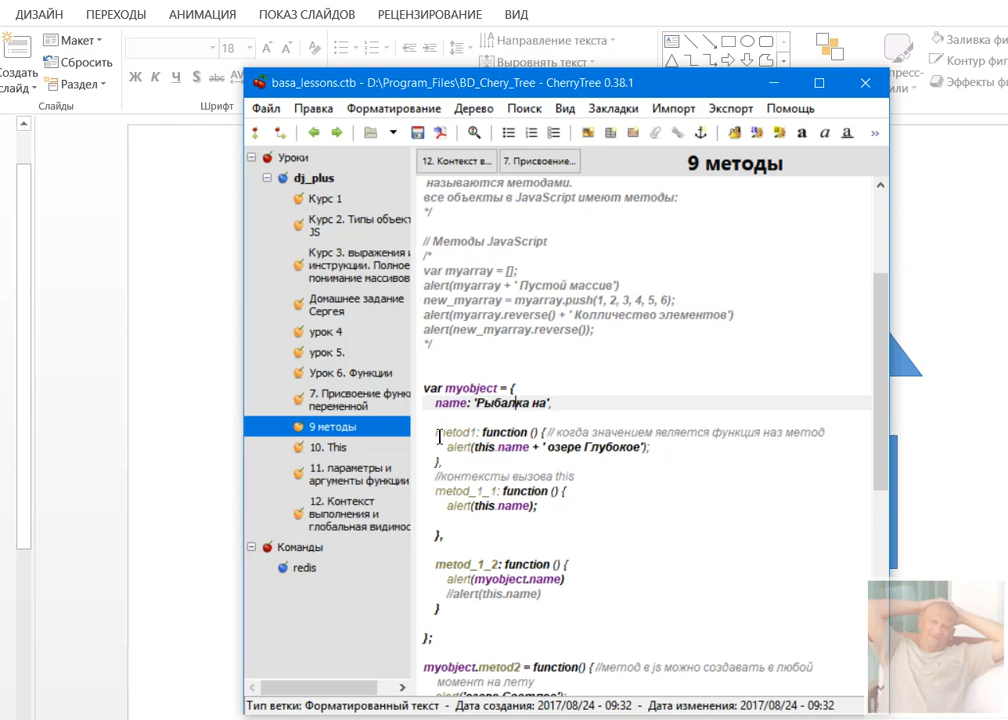 ДИЗАЙН ПЕРЕХОДЫ АНИМАЦИЯ ПОКАЗ СЛАЙДОВ РЕЦЕНЗИРОВАНИЕ ВИД
Макет
18
Направление текста
Заливка фи
Сбросить
Контур фиг
Создать
слайд
Выровнять текст
Раздел
Ж К Ч S abc AV
Эффекты ф
Слайды
Шрифт
basa_lessons.ctb - D:\Program_Files\BD_Chery_Tree - CherryTree 0.38.1
Файл Правка Форматирование Дерево Поиск Вид Закладки Импорт Экспорт Помощь
a a a »
Уроки
dj_plus
Курс 1
Курс 2. Типы объект
JS
Курс 3. выражения и
инструкции. Полное
понимание массивов
Домашнее задание
Сергея
урок 4
урок 5.
Урок 6. Функции
7. Присвоение функ
переменной
9 методы
10. This
11. параметры и
аргументы функции
12. Контекст
выполнения и
глобальная видимос
Команды
redis
12. Контекст в... 7. Присвоение...
9 методы
называются методами.
все объекты в JavaScript имеют методы:
*/
// Методы JavaScript
/*
var myarray = [];
alert(myarray + ' Пустой массив')
new_myarray = myarray.push(1, 2, 3, 4, 5, 6);
alert(myarray.reverse() + ' Колличество элементов')
alert(new_myarray.reverse());
*/
var myobject = {
name: 'Рыбалка на',
metod1: function () { // когда значением является функция наз метод
alert(this.name + ' озере Глубокое');
},
//контексты вызова this
metod_1_1: function () {
alert(this.name);
},
metod_1_2: function () {
alert(myobject.name)
//alert(this.name)
}
};
myobject.metod2 = function() { //метод в js можно создавать в любой
момент на лету
Тип ветки: Форматированный текст - Дата создания: 2017/08/24 - 09:32 - Дата изменения: 2017/08/24 - 09:32